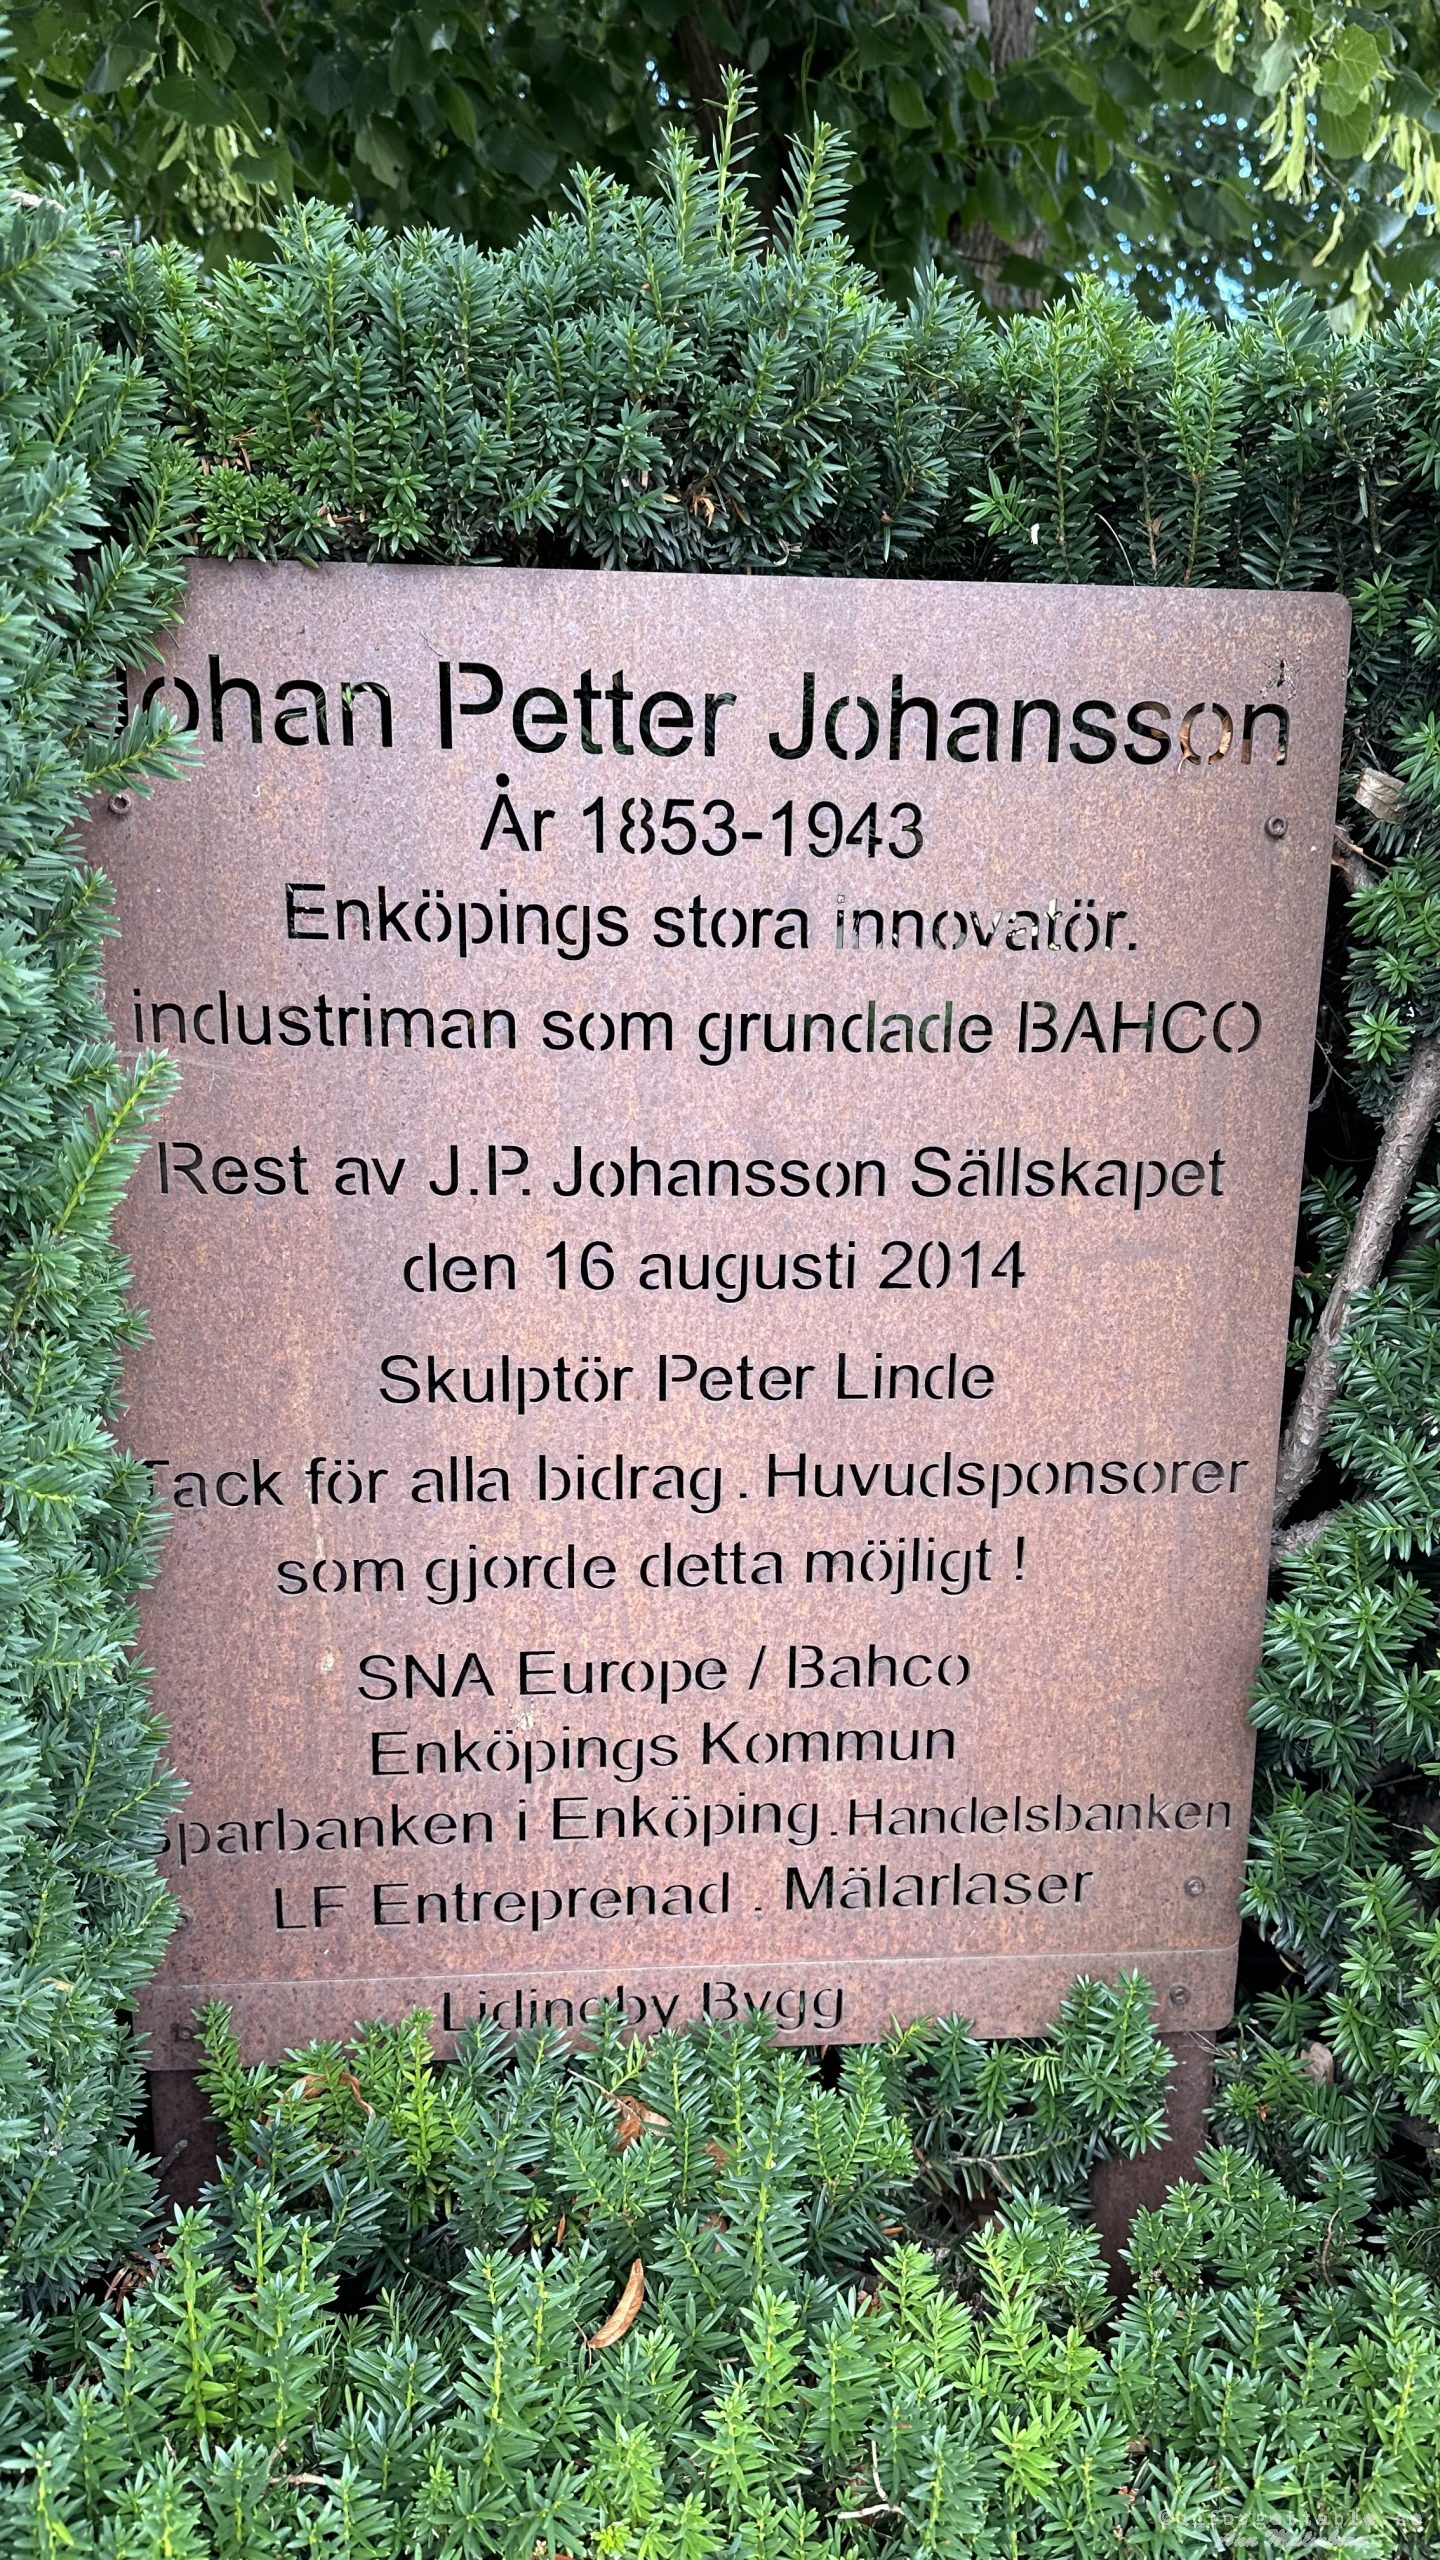 Johan Petter Johansson
År 1853-1943
Enköpings stora innovatör.
industriman som grundade BAHCO
Rest av J.P. Johansson Sällskapet
den 16 augusti 2014
Skulptör Peter Linde
Tack för alla bidrag. Huvudsponsorer
som gjorde detta möjligt !
SNA Europe / Bahco
Enköpings Kommun
Sparbanken i Enköping.Handelsbanken
LF Entreprenad . Mälarlaser
Lidingby Bygg